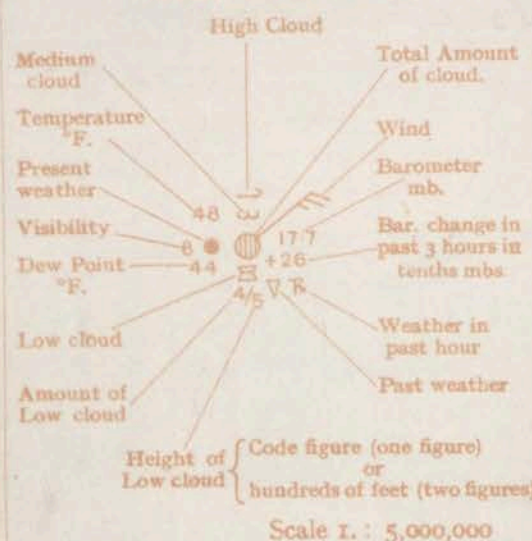 High Cloud
Medium
cloud
Total Amount
of cloud.
Temperature
°F.
Wind
Present
weather
Barometer
mb.
48
Visibility
6
17.7
Bar. change in
past 3 hours in
tenths mbs
Dew Point
°F.
44
+26
4/5
Low cloud
Weather in
past hour
Amount of
Low cloud
Past weather
Height of
Low cloud
Code figure (one figure)
or
hundreds of feet (two figures)
Scale 1. : 5,000,000